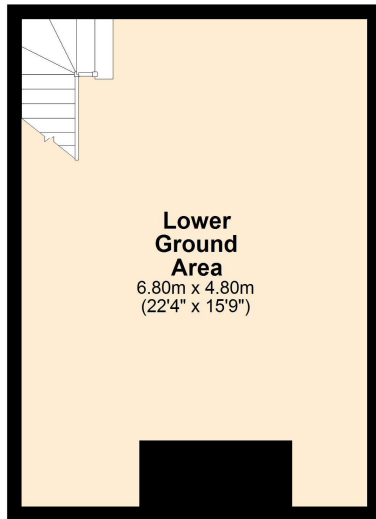 Lower
Ground
Area
6.80m x 4.80m
(22'4" x 15'9")